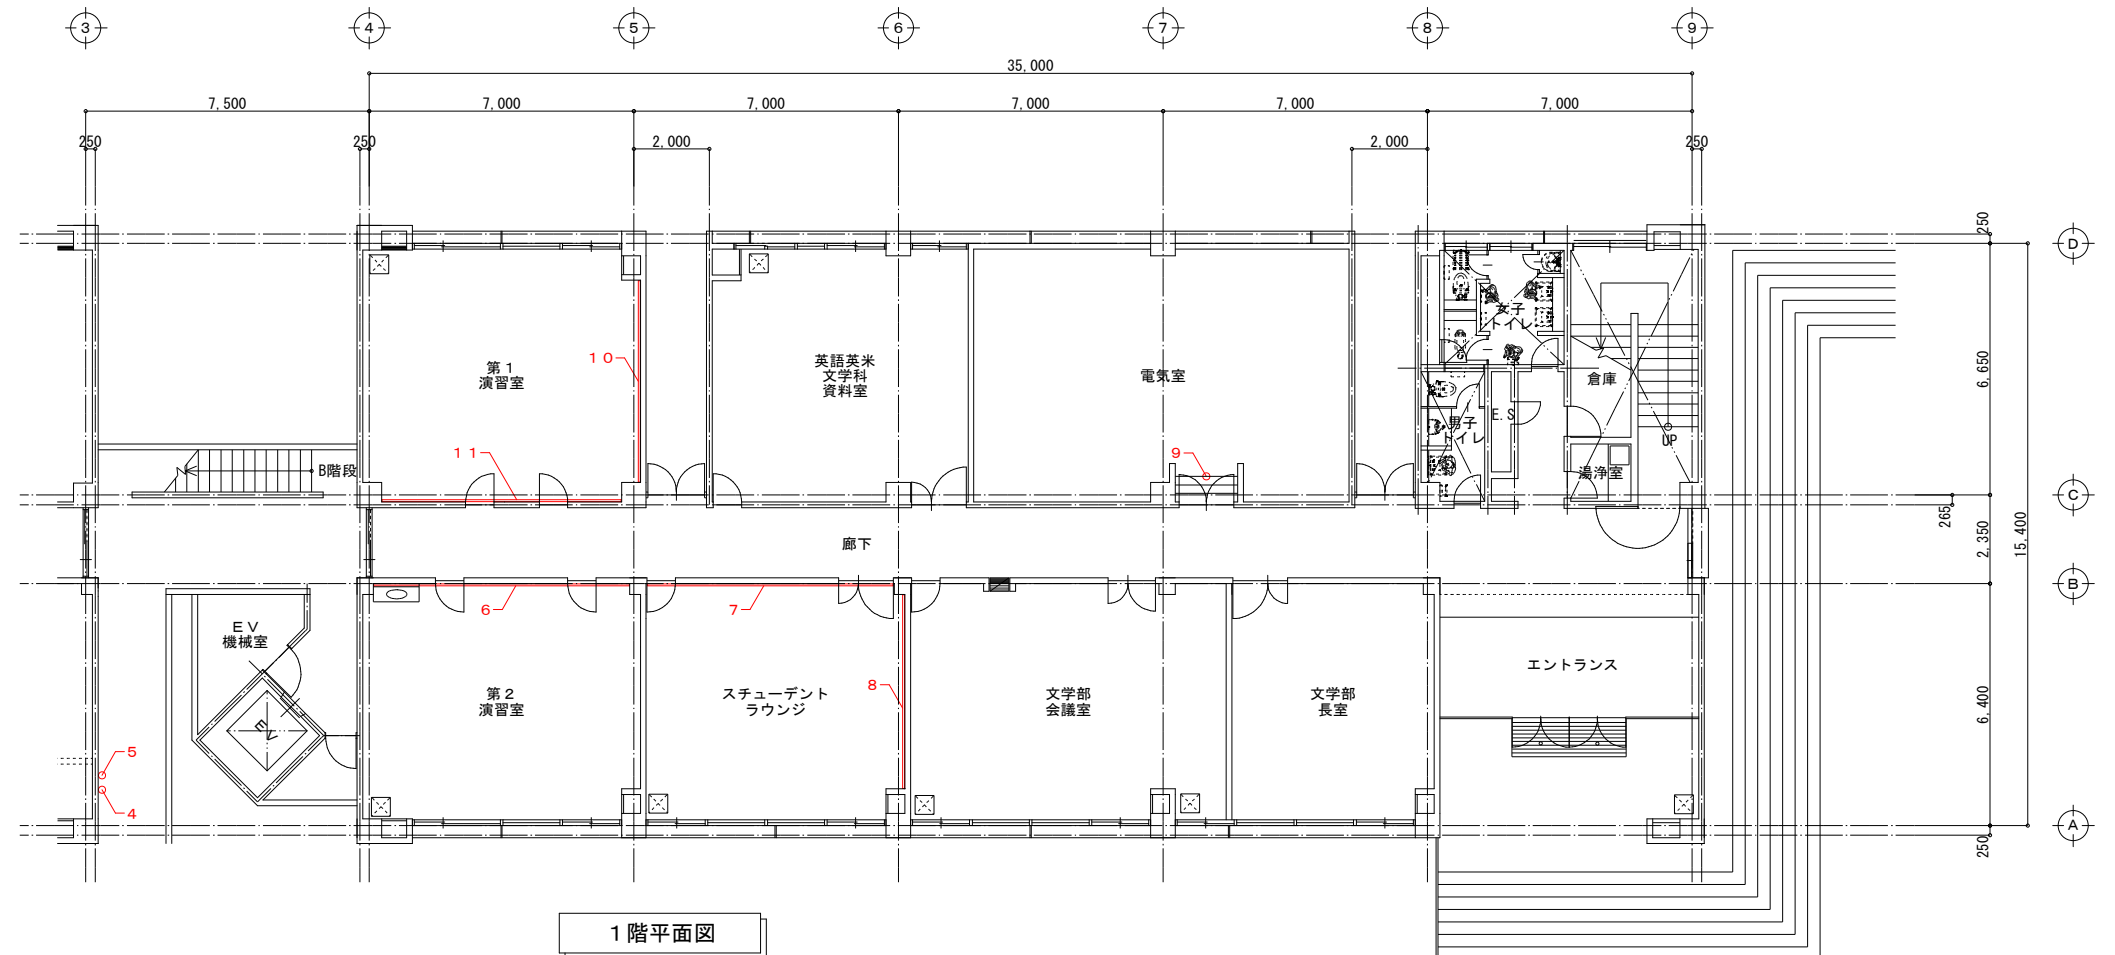 3 4 5 6 7 8 9
35,000
7,500 7,000 7,000 7,000 7,000 7,000
250 250 2,000 2,000 250
250
D
女子
トイレ
10
第1
演習室
英語英米
文学科
資料室
電気室
倉庫
6,650
E.S
男子
トイレ
UP
11
9
B階段
湯浄室
C
265
2,350
15,400
廊下
B
6
7
EV
機械室
エントランス
8
第2
演習室
スチューデント
ラウンジ
文学部
会議室
文学部
長室
6,400
EV
5
4
A
250
1階平面図